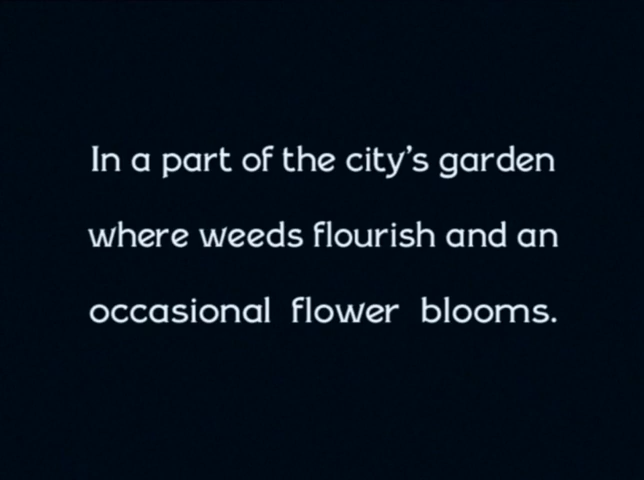 In a part of the city’s garden
where weeds flourish and an
occasional flower blooms.